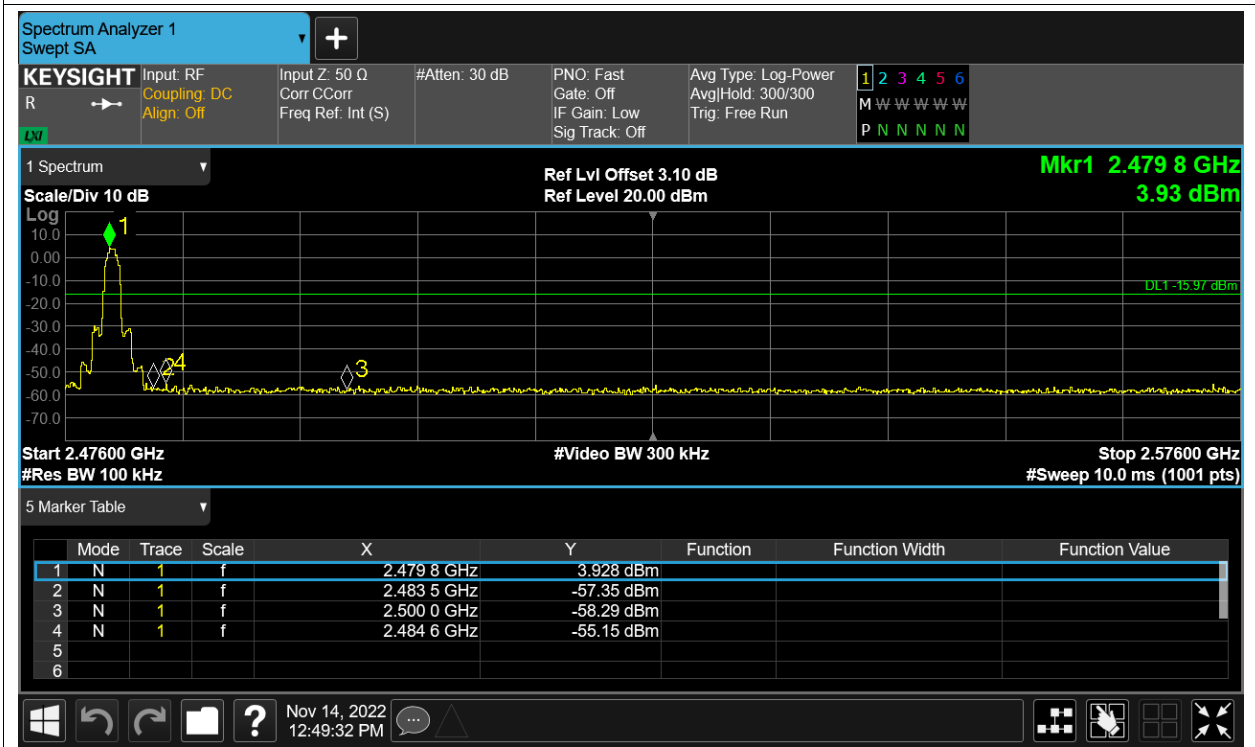 Spectrum Analyzer 1
Swept SA
+
KEYSIGHT Input: RF Input Z: 50 Ω #Atten: 30 dB PNO: Fast Avg Type: Log-Power 1 2 3 4 5 6
R Coupling: DC Corr CCorr Gate: Off Avg|Hold: 300/300 M W W W W W
Align: Off Freq Ref: Int (S) IF Gain: Low Trig: Free Run
LXI Sig Track: Off P N N N N N
1 Spectrum Ref Lvl Offset 3.10 dB Mkr1 2.479 8 GHz
Scale/Div 10 dB Ref Level 20.00 dBm 3.93 dBm
Log
1
10.0
0.00
-10.0
DL1 -15.97 dBm
-20.0
-30.0
-40.0
2 4 3
-50.0
-60.0
-70.0
Start 2.47600 GHz #Video BW 300 kHz Stop 2.57600 GHz
#Res BW 100 kHz #Sweep 10.0 ms (1001 pts)
5 Marker Table
Mode Trace Scale X Y Function Function Width Function Value
1 N 1 f 2.479 8 GHz 3.928 dBm
2 N 1 f 2.483 5 GHz -57.35 dBm
3 N 1 f 2.500 0 GHz -58.29 dBm
4 N 1 f 2.484 6 GHz -55.15 dBm
5
6
? Nov 14, 2022
12:49:32 PM